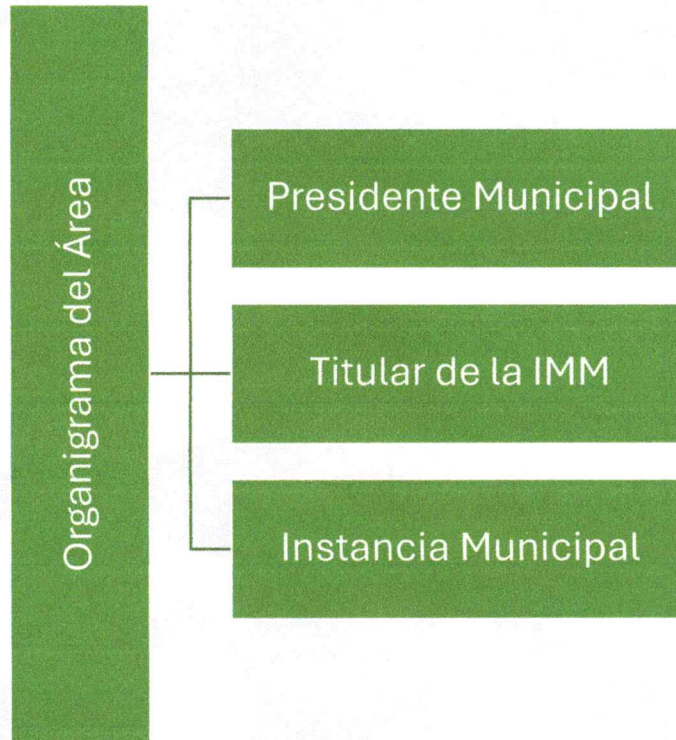 Organigrama del Área
Presidente Municipal
Titular de la IMM
Instancia Municipal